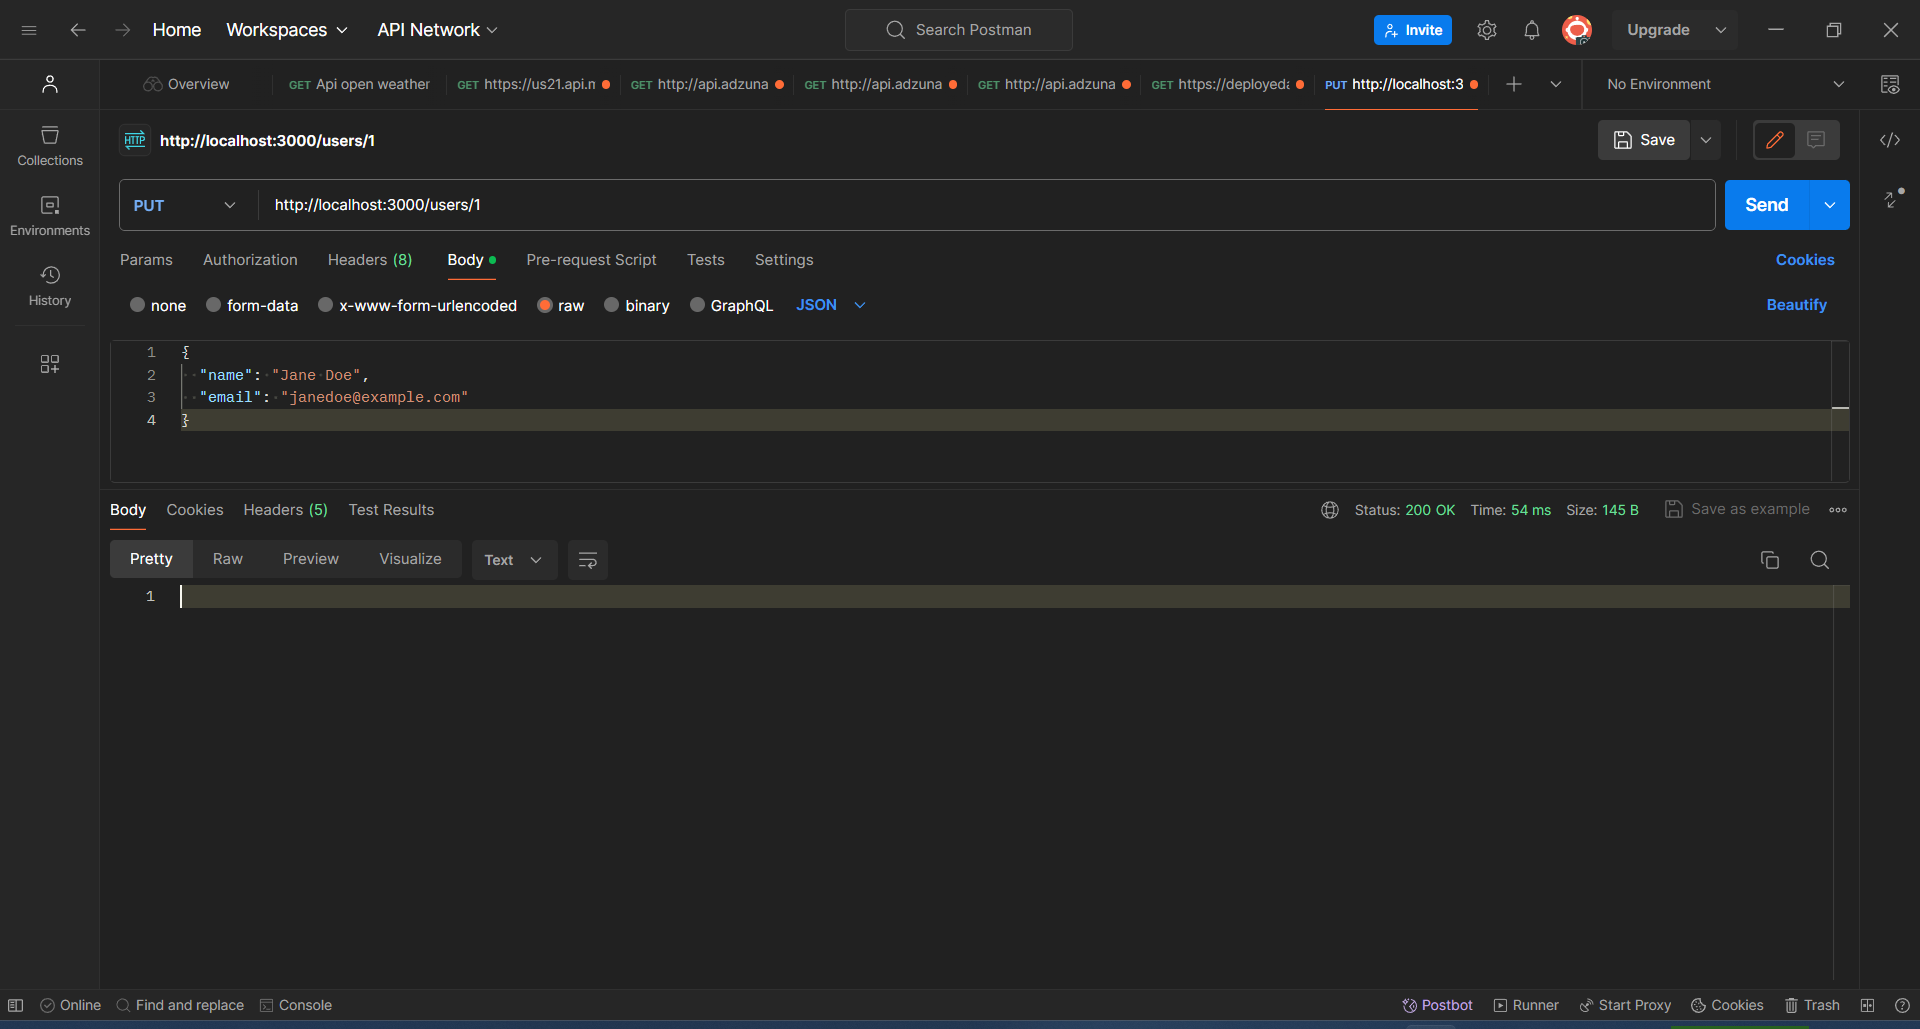 Home Workspaces API Network Search Postman Invite Upgrade
Overview GET Api open weather GET https://us21.api.m GET http://api.adzuna GET http://api.adzuna GET http://api.adzuna GET https://deployeda PUT http://localhost:3 No Environment
HTTP http://localhost:3000/users/1 Save
Collections
PUT http://localhost:3000/users/1 Send
Environments
Params Authorization Headers (8) Body Pre-request Script Tests Settings Cookies
History
none form-data x-www-form-urlencoded raw binary GraphQL JSON Beautify
1 {
2 "name": "Jane Doe",
3 "email": "janedoe@example.com"
4 }
Body Cookies Headers (5) Test Results Status: 200 OK Time: 54 ms Size: 145 B Save as example
Pretty Raw Preview Visualize Text
1
Online Find and replace Console Postbot Runner Start Proxy Cookies Trash